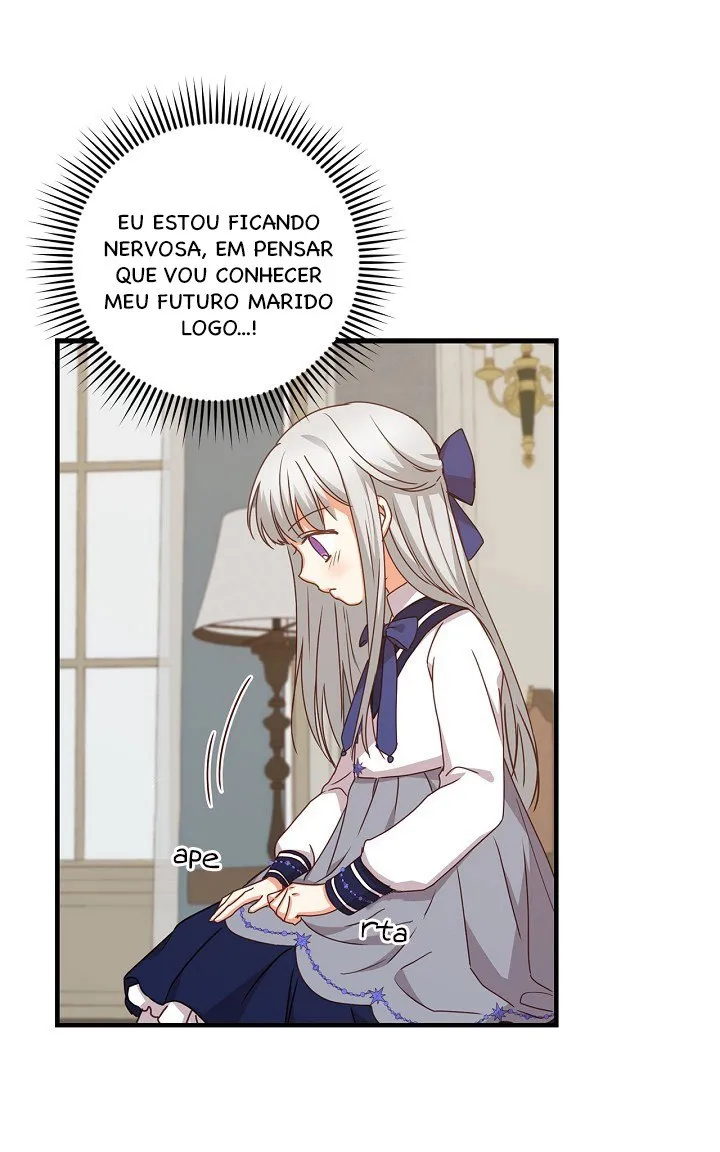 EU ESTOU FICANDO
NERVOSA, EM PENSAR
QUE VOU CONHECER
MEU FUTURO MARIDO
LOGO...!
ape
rta